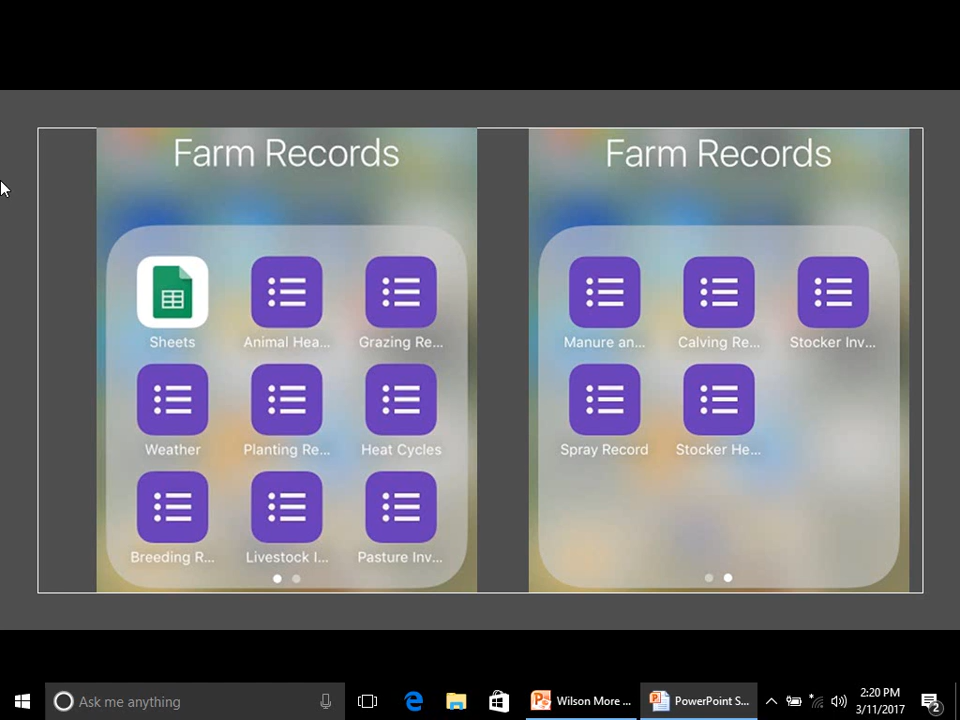 Farm Records
Sheets
Animal Hea...
Grazing Re...
Weather
Planting Re...
Heat Cycles
Breeding R...
Livestock I...
Pasture Inv...
Farm Records
Manure an...
Calving Re...
Stocker Inv...
Spray Record
Stocker He...
Ask me anything
Wilson More ...
PowerPoint S...
2:20 PM
3/11/2017
2